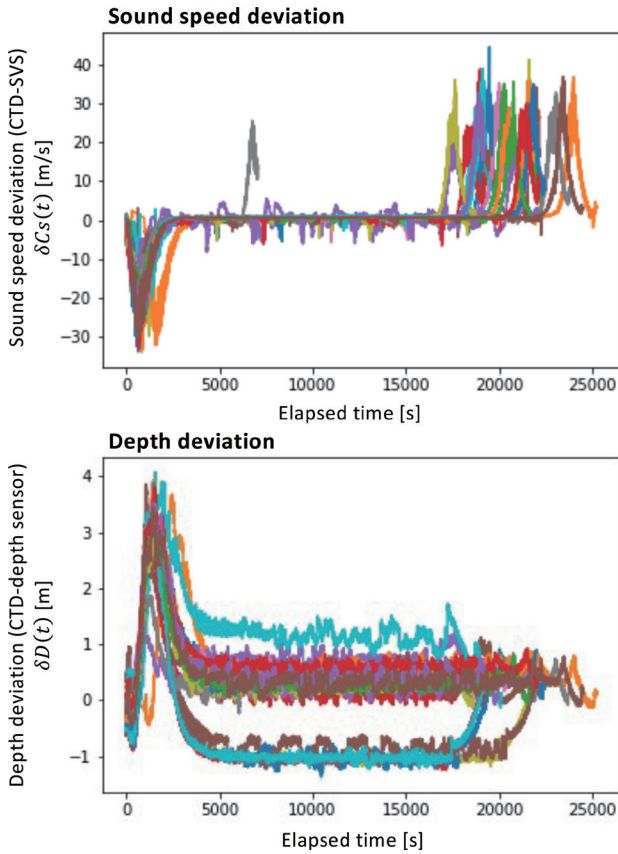 Sound speed deviation
Sound speed deviation (CTD-SVS)
δCs(t) [m/s]
40
30
20
10
0
−10
−20
−30
0 5000 10000 15000 20000 25000
Elapsed time [s]
Depth deviation
Depth deviation (CTD-depth sensor)
δD(t) [m]
4
3
2
1
0
−1
0 5000 10000 15000 20000 25000
Elapsed time [s]